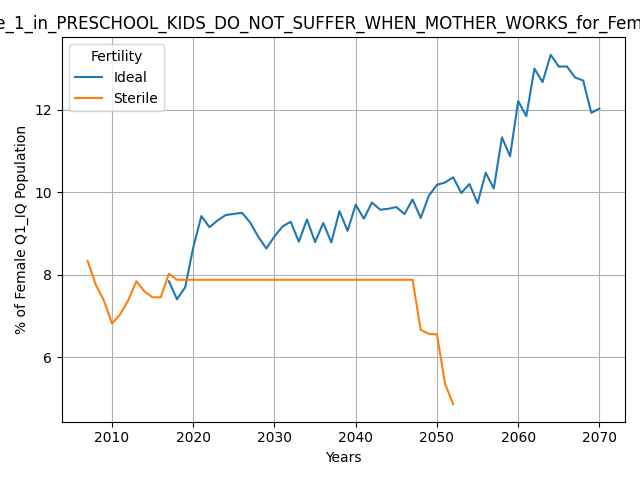 e_1_in_PRESCHOOL_KIDS_DO_NOT_SUFFER_WHEN_MOTHER_WORKS_for_Fem
Fertility
Ideal
Sterile
% of Female Q1_IQ Population
12
10
8
6
2010 2020 2030 2040 2050 2060 2070
Years